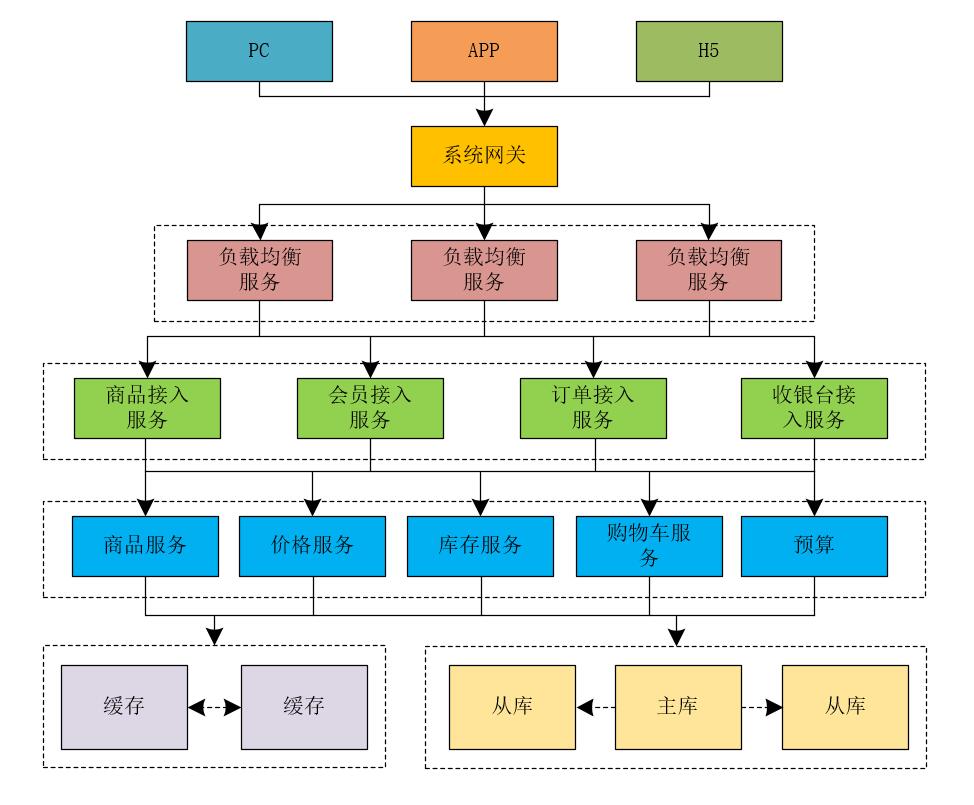 PC
APP
H5
系统网关
负载均衡
服务
负载均衡
服务
负载均衡
服务
商品接入
服务
会员接入
服务
订单接入
服务
收银台接
入服务
商品服务
价格服务
库存服务
购物车服
务
预算
缓存
缓存
从库
主库
从库